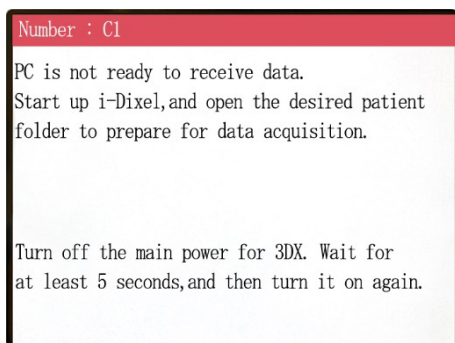 Number : C1
PC is not ready to receive data.
Start up i-Dixel,and open the desired patient
folder to prepare for data acquisition.
Turn off the main power for 3DX. Wait for
at least 5 seconds,and then turn it on again.